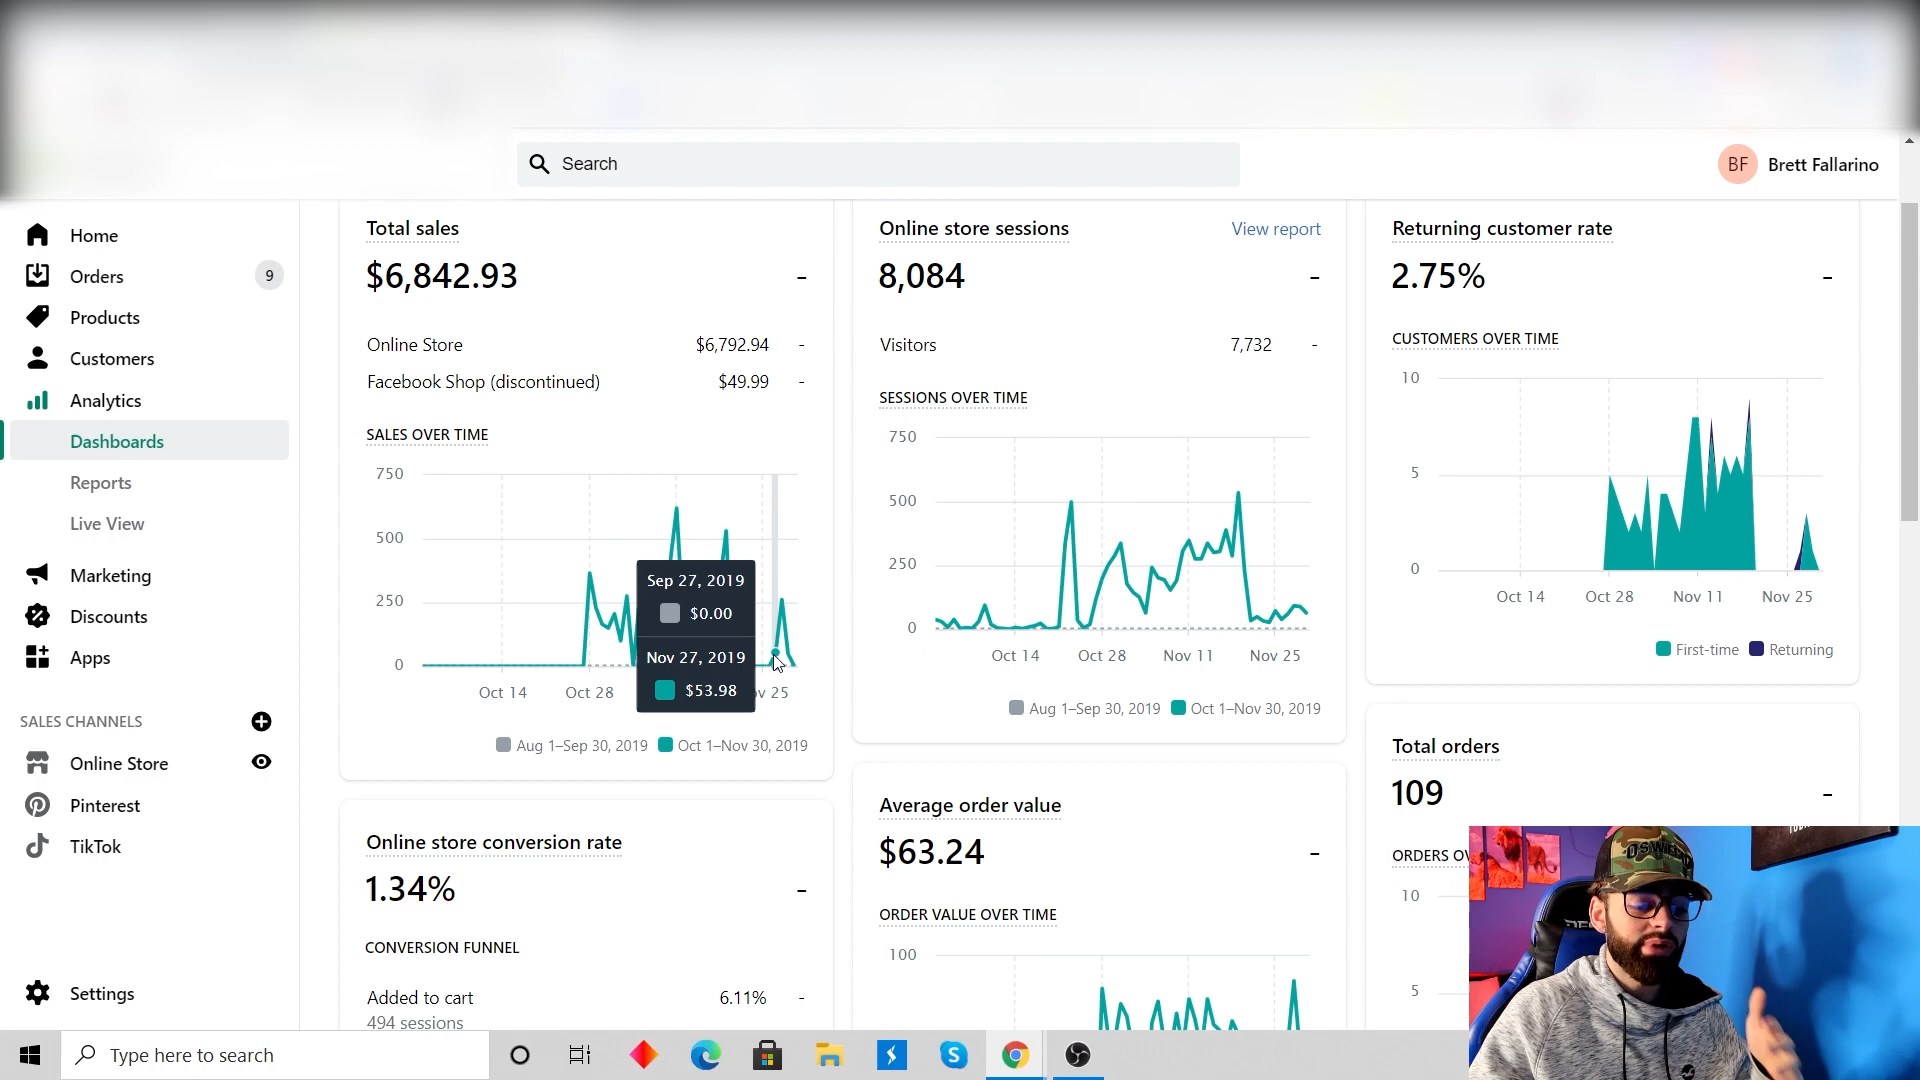 Search
BF
Brett Fallarino
Home
Orders
9
Products
Customers
Analytics
Dashboards
Reports
Live View
Marketing
Discounts
Apps
SALES CHANNELS
Online Store
Pinterest
TikTok
Settings
Total sales
$6,842.93
-
Online Store $6,792.94 -
Facebook Shop (discontinued) $49.99 -
SALES OVER TIME
750
500
250
0
Oct 14 Oct 28 v 25
Sep 27, 2019
$0.00
Nov 27, 2019
$53.98
Aug 1–Sep 30, 2019 Oct 1–Nov 30, 2019
Online store conversion rate
1.34% -
CONVERSION FUNNEL
Added to cart 6.11% -
494 sessions
Online store sessions View report
8,084 -
Visitors 7,732 -
SESSIONS OVER TIME
750
500
250
0
Oct 14 Oct 28 Nov 11 Nov 25
Aug 1–Sep 30, 2019 Oct 1–Nov 30, 2019
Average order value
$63.24 -
ORDER VALUE OVER TIME
100
Returning customer rate
2.75% -
CUSTOMERS OVER TIME
10
5
0
Oct 14 Oct 28 Nov 11 Nov 25
First-time Returning
Total orders
109 -
ORDERS OV
10
5
OSWEGO
Type here to search